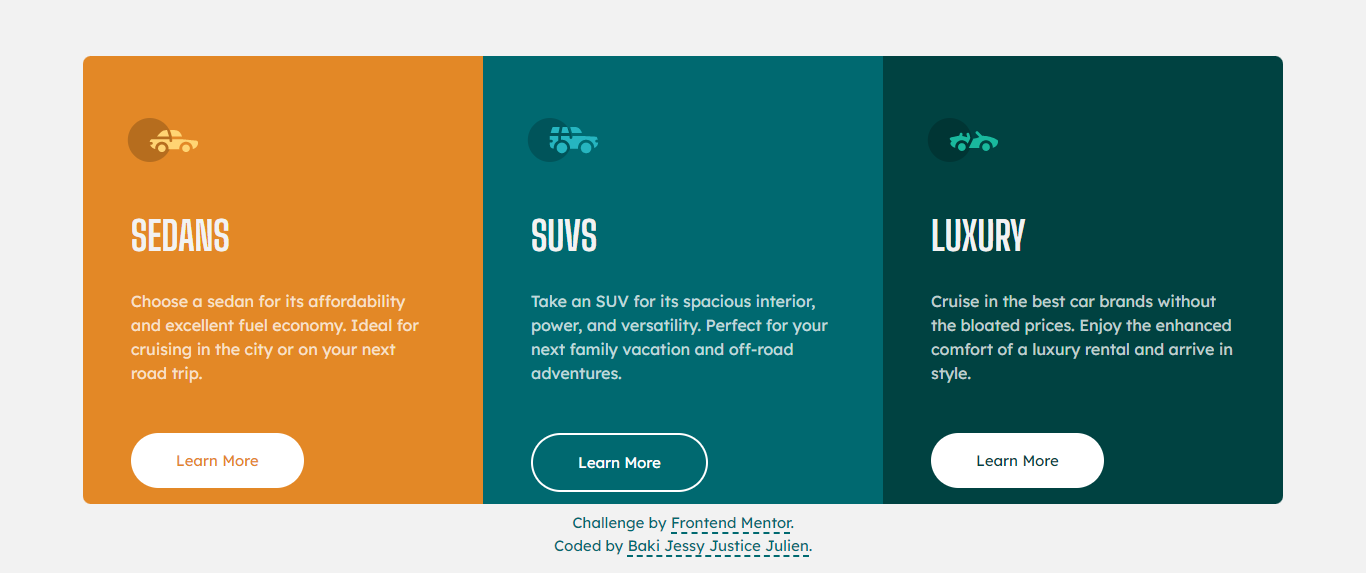 SEDANS
Choose a sedan for its affordability
and excellent fuel economy. Ideal for
cruising in the city or on your next
road trip.
Learn More
SUVS
Take an SUV for its spacious interior,
power, and versatility. Perfect for your
next family vacation and off-road
adventures.
Learn More
LUXURY
Cruise in the best car brands without
the bloated prices. Enjoy the enhanced
comfort of a luxury rental and arrive in
style.
Learn More
Challenge by Frontend Mentor.
Coded by Baki Jessy Justice Julien.